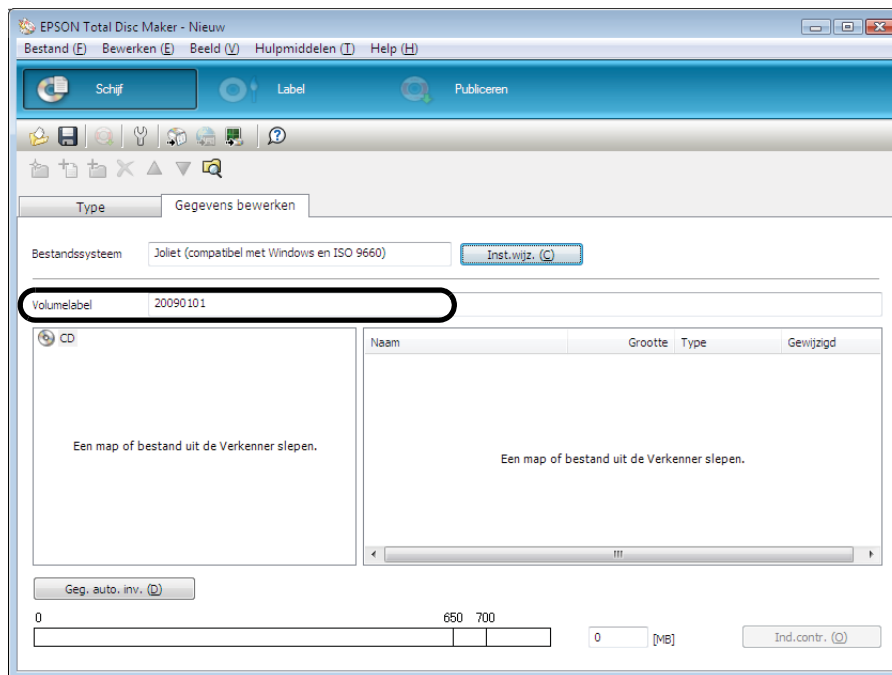 EPSON Total Disc Maker - Nieuw
Bestand (F) Bewerken (E) Beeld (V) Hulpmiddelen (T) Help (H)
Schijf Label Publiceren
Type Gegevens bewerken
Bestandssysteem Joliet (compatibel met Windows en ISO 9660) Inst.wijz. (C)
Volumelabel 20090101
CD
Naam Grootte Type Gewijzigd
Een map of bestand uit de Verkenner slepen.
Een map of bestand uit de Verkenner slepen.
Geg. auto. inv. (D)
0 650 700
0 [MB] Ind.contr. (O)